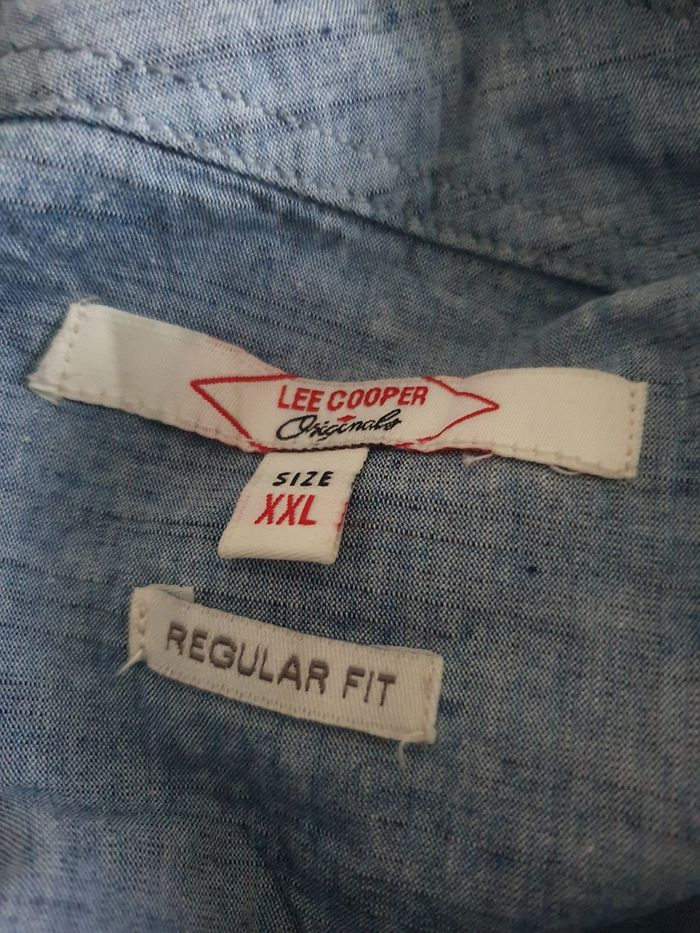 LEE COOPER
Originals
SIZE
XXL
REGULAR FIT